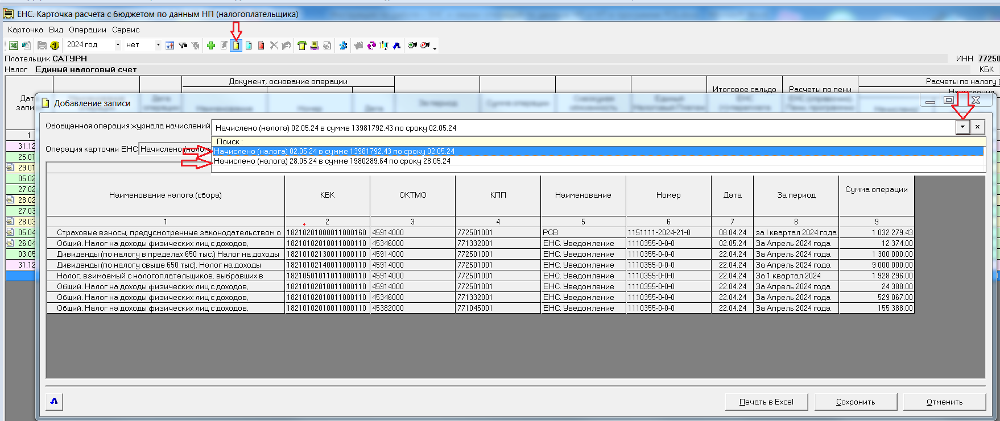 ЕНС. Карточка расчета с бюджетом по данным НП (налогоплательщика)
Карточка Вид Операции Сервис
2024 год нет
Плательщик САТУРН ИНН 77250
Налог Единый налоговый счет КБК
Документ, основание операции Расчеты по налогу (
Итоговое сальдо Расчеты по пени
Дат
запи
Добавление записи
Обобщенная операция журнала начислений Начислено (налога) 02.05.24 в сумме 13981792.43 по сроку 02.05.24
1
Поиск :
31.12
Операция карточки ЕНС Начислено (налога
Начислено (налога) 02.05.24 в сумме 13981792.43 по сроку 02.05.24
25.01
Начислено (налога) 28.05.24 в сумме 1980289.64 по сроку 28.05.24
29.01
05.02
27.02
28.02
27.03
28.03
05.04
26.04
03.05
31.12
Наименование налога (сбора) КБК ОКТМО КПП Наименование Номер Дата За период Сумма операции
1 2 3 4 5 6 7 8 9
Страховые взносы, предусмотренные законодательством о 18210201000011000160 45914000 772501001 РСВ 1151111-2024-21-0 08.04.24 за I квартал 2024 года 1 032 279.43
Общий. Налог на доходы физических лиц с доходов, 18210102010011000110 45346000 771332001 ЕНС. Уведомление 1110355-0-0-0 02.05.24 За Апрель 2024 года 12 374.00
Дивиденды (по налогу в пределах 650 тыс.) Налог на доходы 18210102130011000110 45914000 772501001 ЕНС. Уведомление 1110355-0-0-0 22.04.24 За Апрель 2024 года 1 300 000.00
Дивиденды (по налогу свыше 650 тыс). Налог на доходы 18210102140011000110 45914000 772501001 ЕНС. Уведомление 1110355-0-0-0 22.04.24 За Апрель 2024 года 9 000 000.00
Налог, взимаемый с налогоплательщиков, выбравших в 18210501011011000110 45914000 772501001 ЕНС. Уведомление 1110355-0-0-0 22.04.24 За 1 квартал 2024 1 928 296.00
Общий. Налог на доходы физических лиц с доходов, 18210102010011000110 45914000 772501001 ЕНС. Уведомление 1110355-0-0-0 22.04.24 За Апрель 2024 года 24 388.00
Общий. Налог на доходы физических лиц с доходов, 18210102010011000110 45346000 771332001 ЕНС. Уведомление 1110355-0-0-0 22.04.24 За Апрель 2024 года 529 067.00
Общий. Налог на доходы физических лиц с доходов, 18210102010011000110 45382000 771045001 ЕНС. Уведомление 1110355-0-0-0 22.04.24 За Апрель 2024 года 155 388.00
Печать в Excel Сохранить Отменить